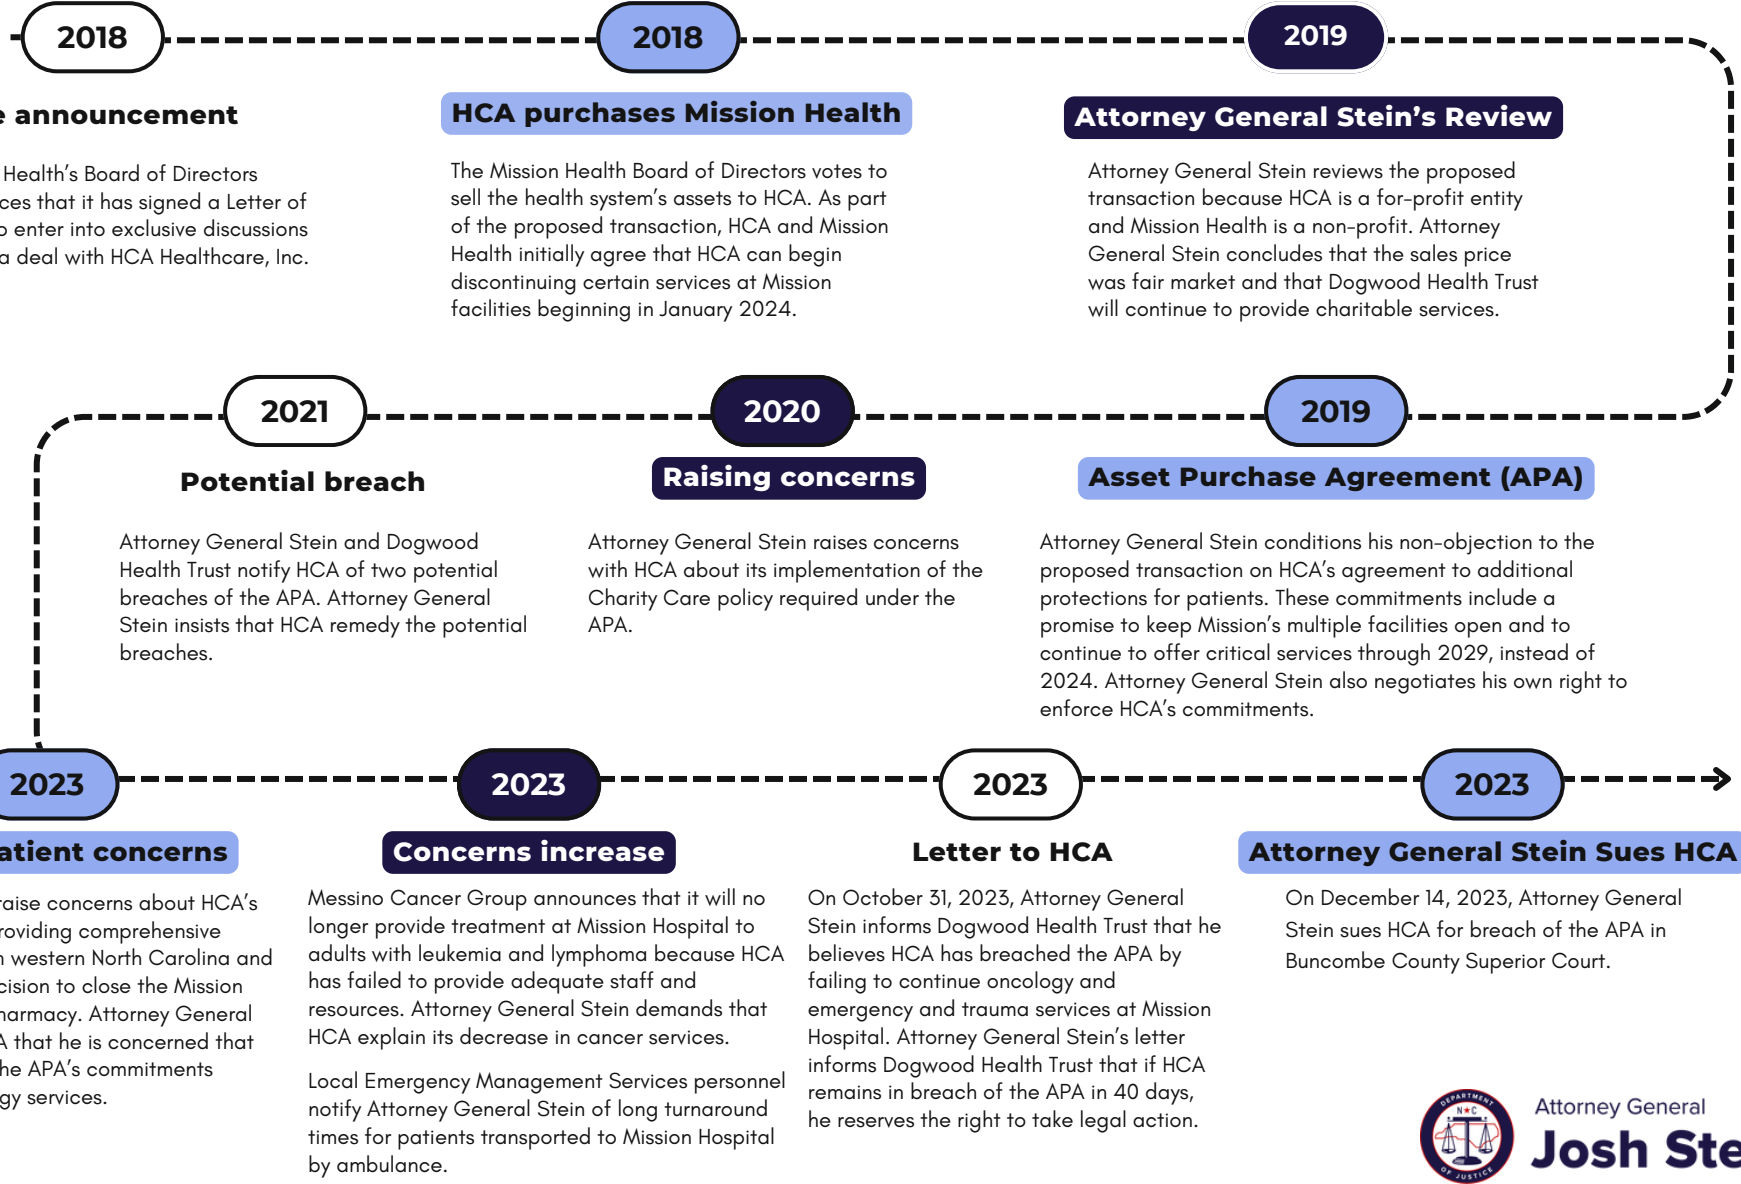 2018
2018
2019
announcement
HCA purchases Mission Health
Attorney General Stein's Review
Health's Board of Directors
that it has signed a Letter of
enter into exclusive discussions
a deal with HCA Healthcare, Inc.
The Mission Health Board of Directors votes to
sell the health system's assets to HCA. As part
of the proposed transaction, HCA and Mission
Health initially agree that HCA can begin
discontinuing certain services at Mission
facilities beginning in January 2024.
Attorney General Stein reviews the proposed
transaction because HCA is a for-profit entity
and Mission Health is a non-profit. Attorney
General Stein concludes that the sales price
was fair market and that Dogwood Health Trust
will continue to provide charitable services.
2021
2020
2019
Potential breach
Raising concerns
Asset Purchase Agreement (APA)
Attorney General Stein and Dogwood
Health Trust notify HCA of two potential
breaches of the APA. Attorney General
Stein insists that HCA remedy the potential
breaches.
Attorney General Stein raises concerns
with HCA about its implementation of the
Charity Care policy required under the
APA.
Attorney General Stein conditions his non-objection to the
proposed transaction on HCA's agreement to additional
protections for patients. These commitments include a
promise to keep Mission's multiple facilities open and to
continue to offer critical services through 2029, instead of
2024. Attorney General Stein also negotiates his own right to
enforce HCA's commitments.
2023
2023
2023
2023
concerns
Concerns increase
Letter to HCA
Attorney General Stein Sues HCA
raise concerns about HCA's
comprehensive
western North Carolina and
to close the Mission
Attorney General
that he is concerned that
the APA's commitments
services.
Messino Cancer Group announces that it will no
longer provide treatment at Mission Hospital to
adults with leukemia and lymphoma because HCA
has failed to provide adequate staff and
resources. Attorney General Stein demands that
HCA explain its decrease in cancer services.
Local Emergency Management Services personnel
notify Attorney General Stein of long turnaround
times for patients transported to Mission Hospital
by ambulance.
On October 31, 2023, Attorney General
Stein informs Dogwood Health Trust that he
believes HCA has breached the APA by
failing to continue oncology and
emergency and trauma services at Mission
Hospital. Attorney General Stein's letter
informs Dogwood Health Trust that if HCA
remains in breach of the APA in 40 days,
he reserves the right to take legal action.
On December 14, 2023, Attorney General
Stein sues HCA for breach of the APA in
Buncombe County Superior Court.
DEPARTMENT
N★C
OF JUSTICE
Attorney General
Josh